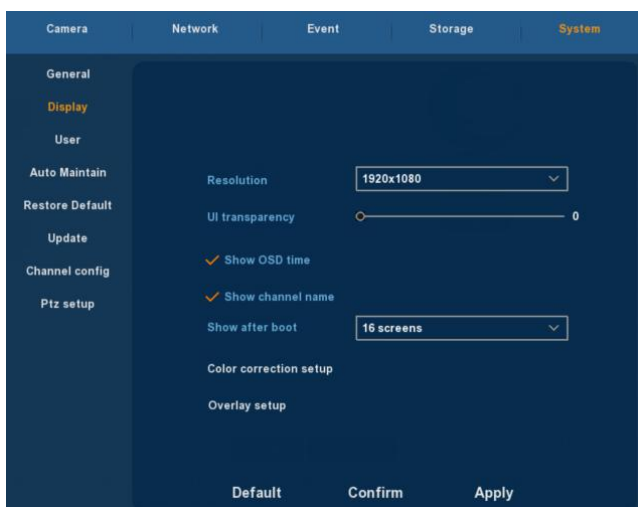 Camera Network Event Storage System
General
Display
User
Auto Maintain
Restore Default
Update
Channel config
Ptz setup
Resolution 1920x1080
UI transparency 0
Show OSD time
Show channel name
Show after boot 16 screens
Color correction setup
Overlay setup
Default Confirm Apply